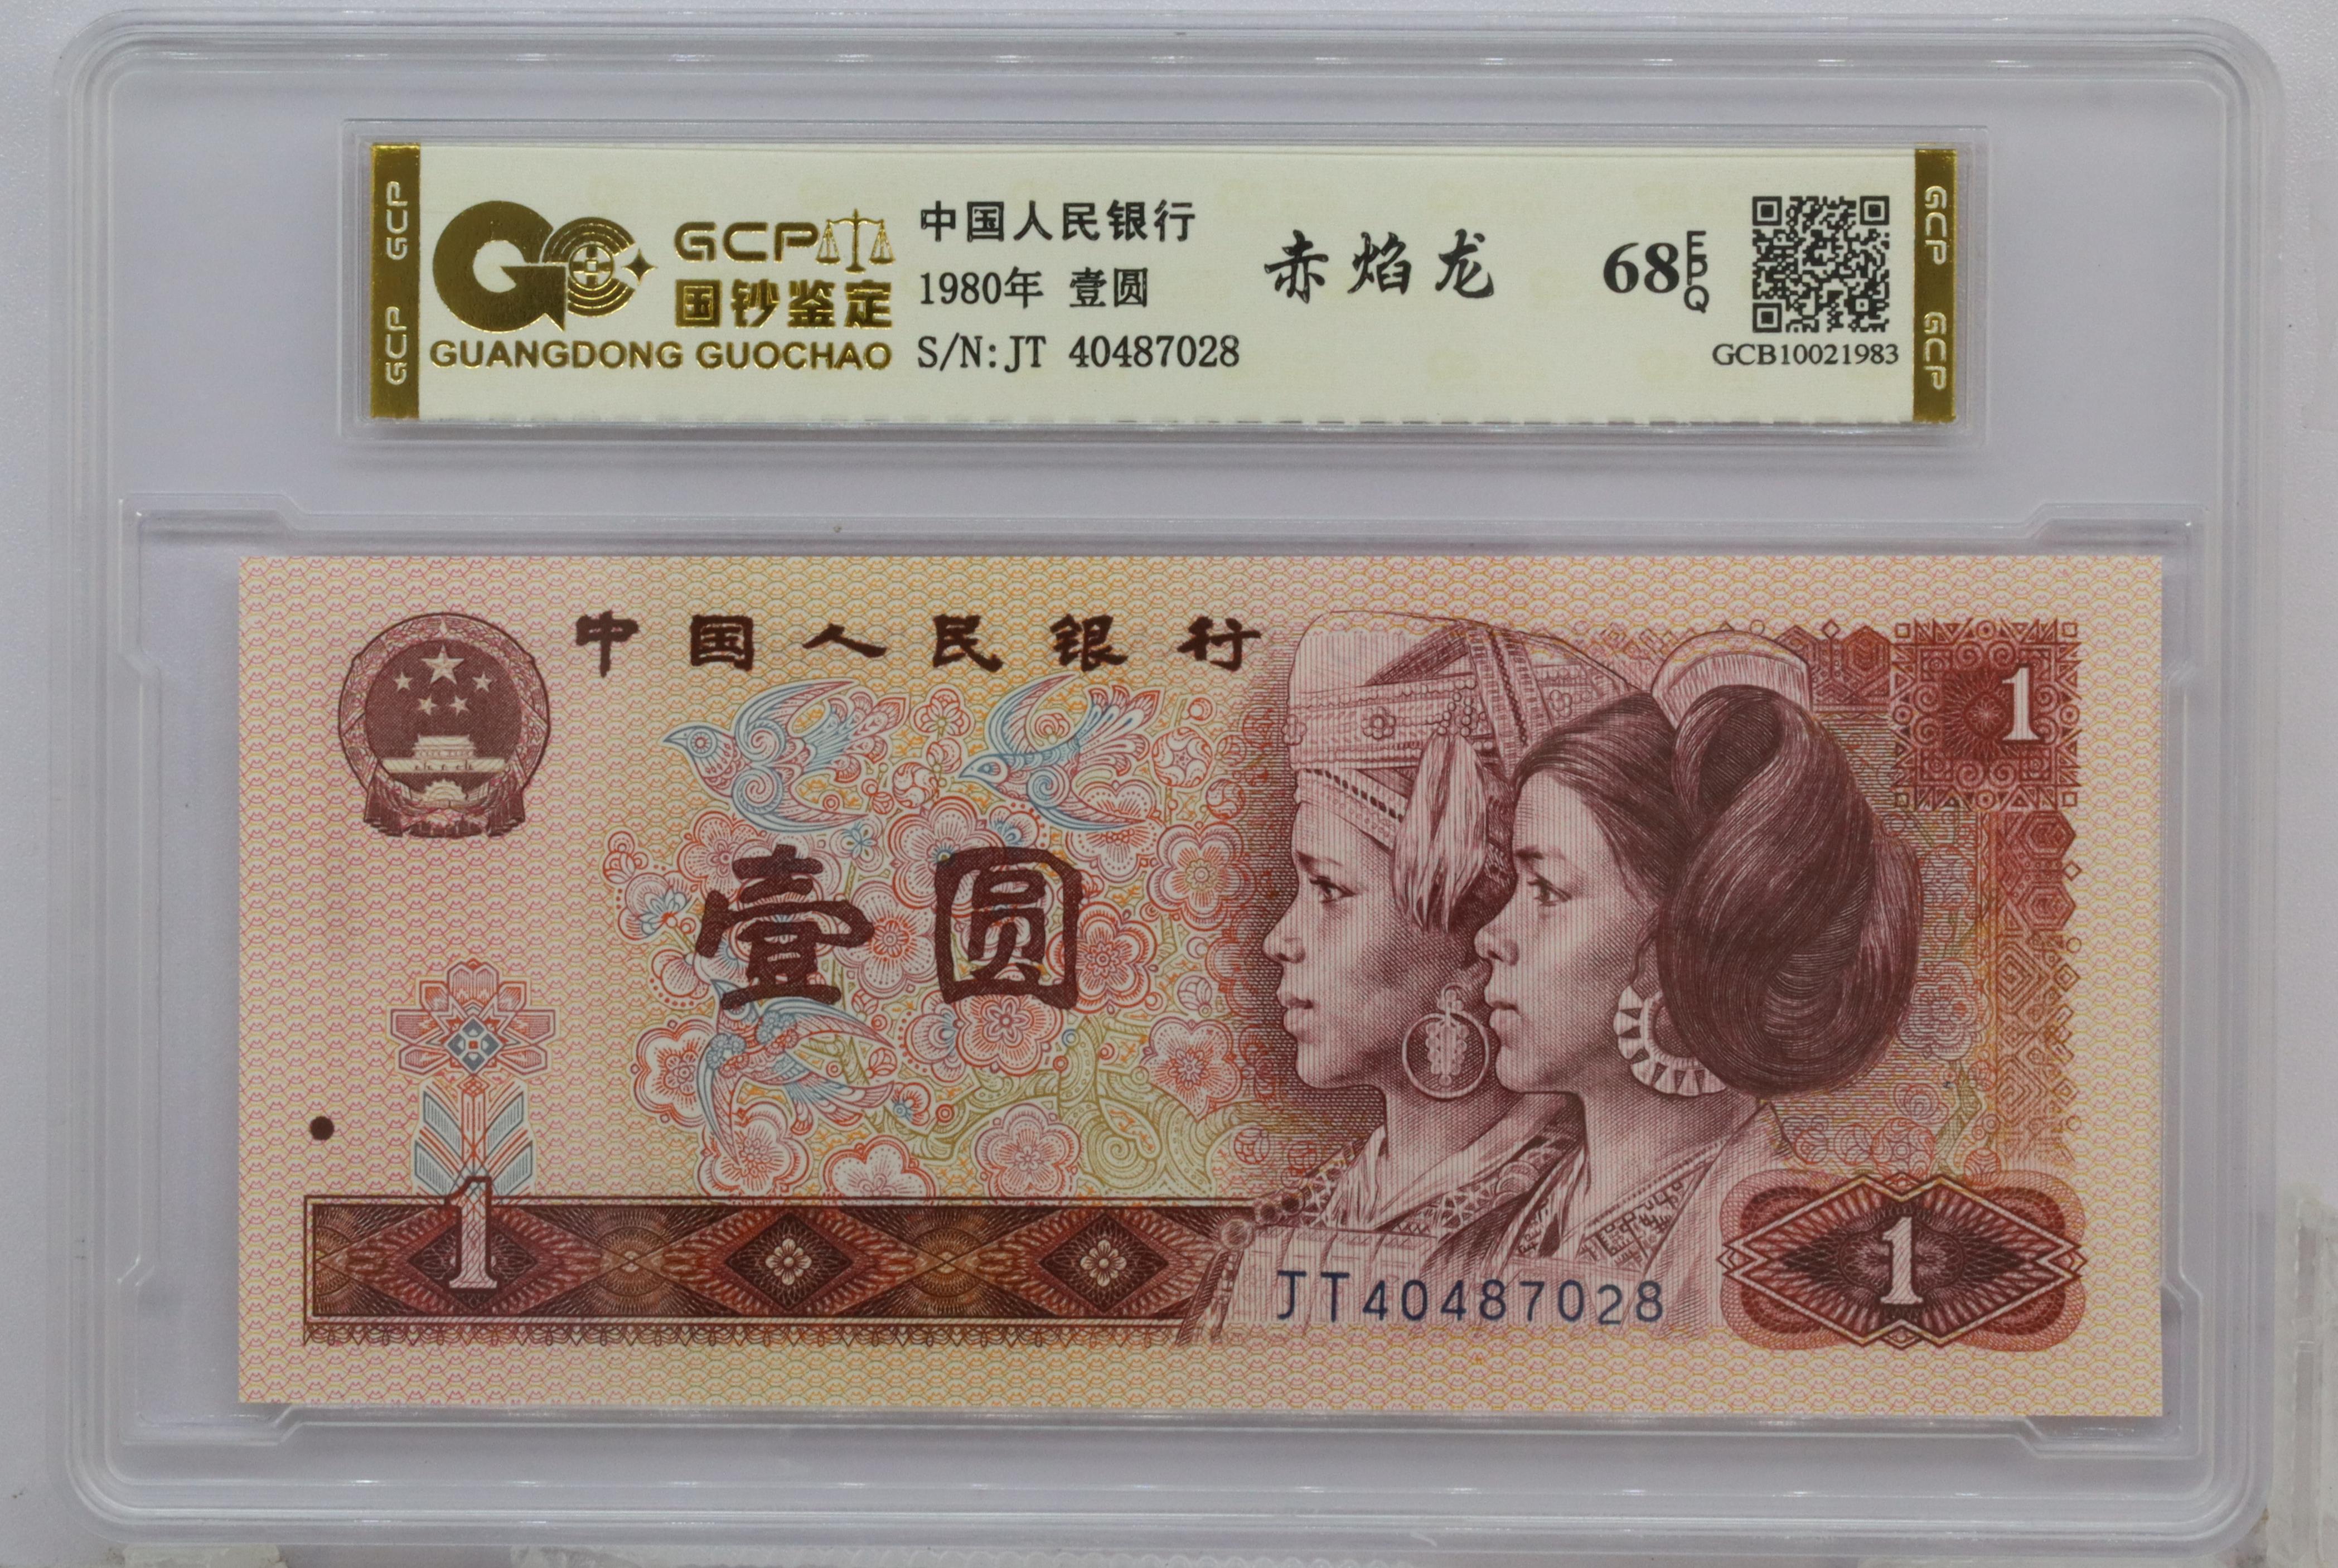 GCP GCP
GCP
国钞鉴定
GUANGDONG GUOCHAO
中国人民银行
1980年 壹圆
S/N:JT 40487028
赤焰龙
68 EPQ
GCB10021983
GCP GCP
中国人民银行
1
壹圆
1
1
JT40487028